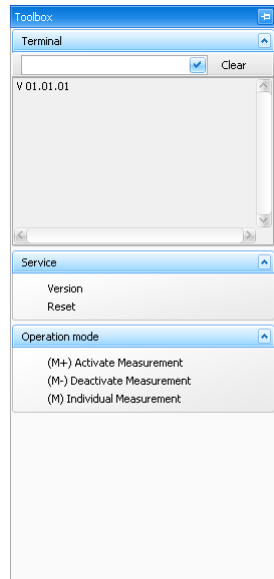 Toolbox
Terminal
Clear
V 01.01.01
Service
Version
Reset
Operation mode
(M+) Activate Measurement
(M-) Deactivate Measurement
(M) Individual Measurement